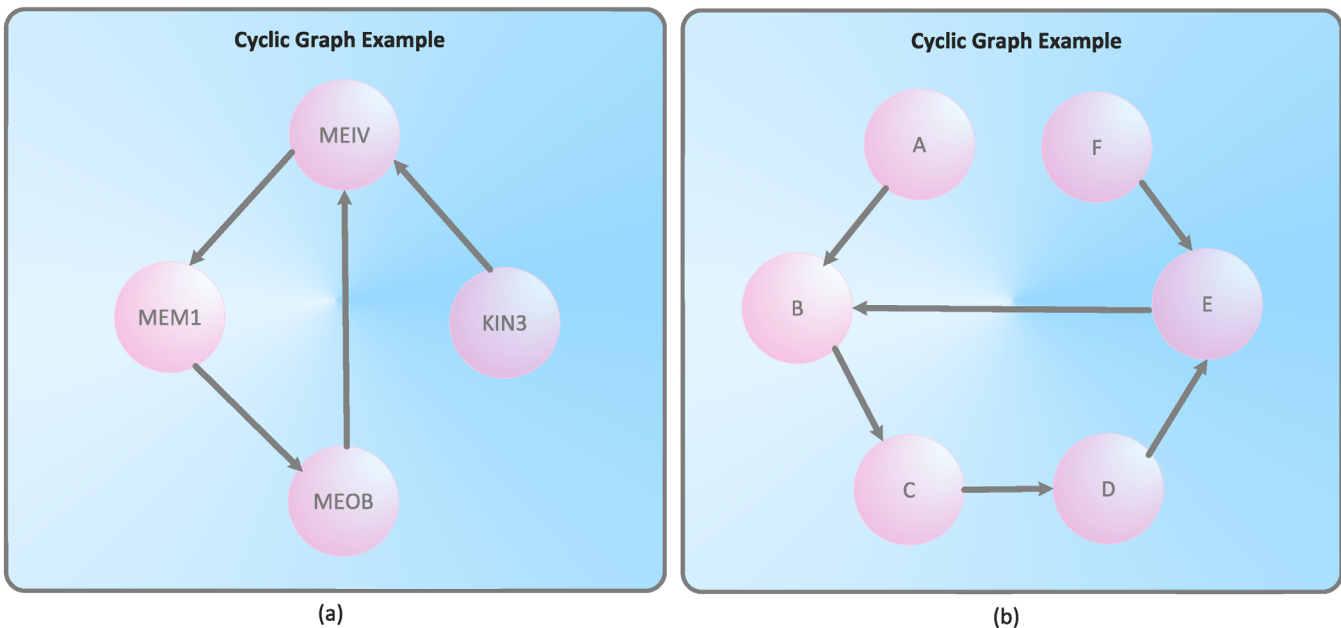 Cyclic Graph Example
MEIV
MEM1
KIN3
MEOB
(a)
Cyclic Graph Example
A
F
B
E
C
D
(b)